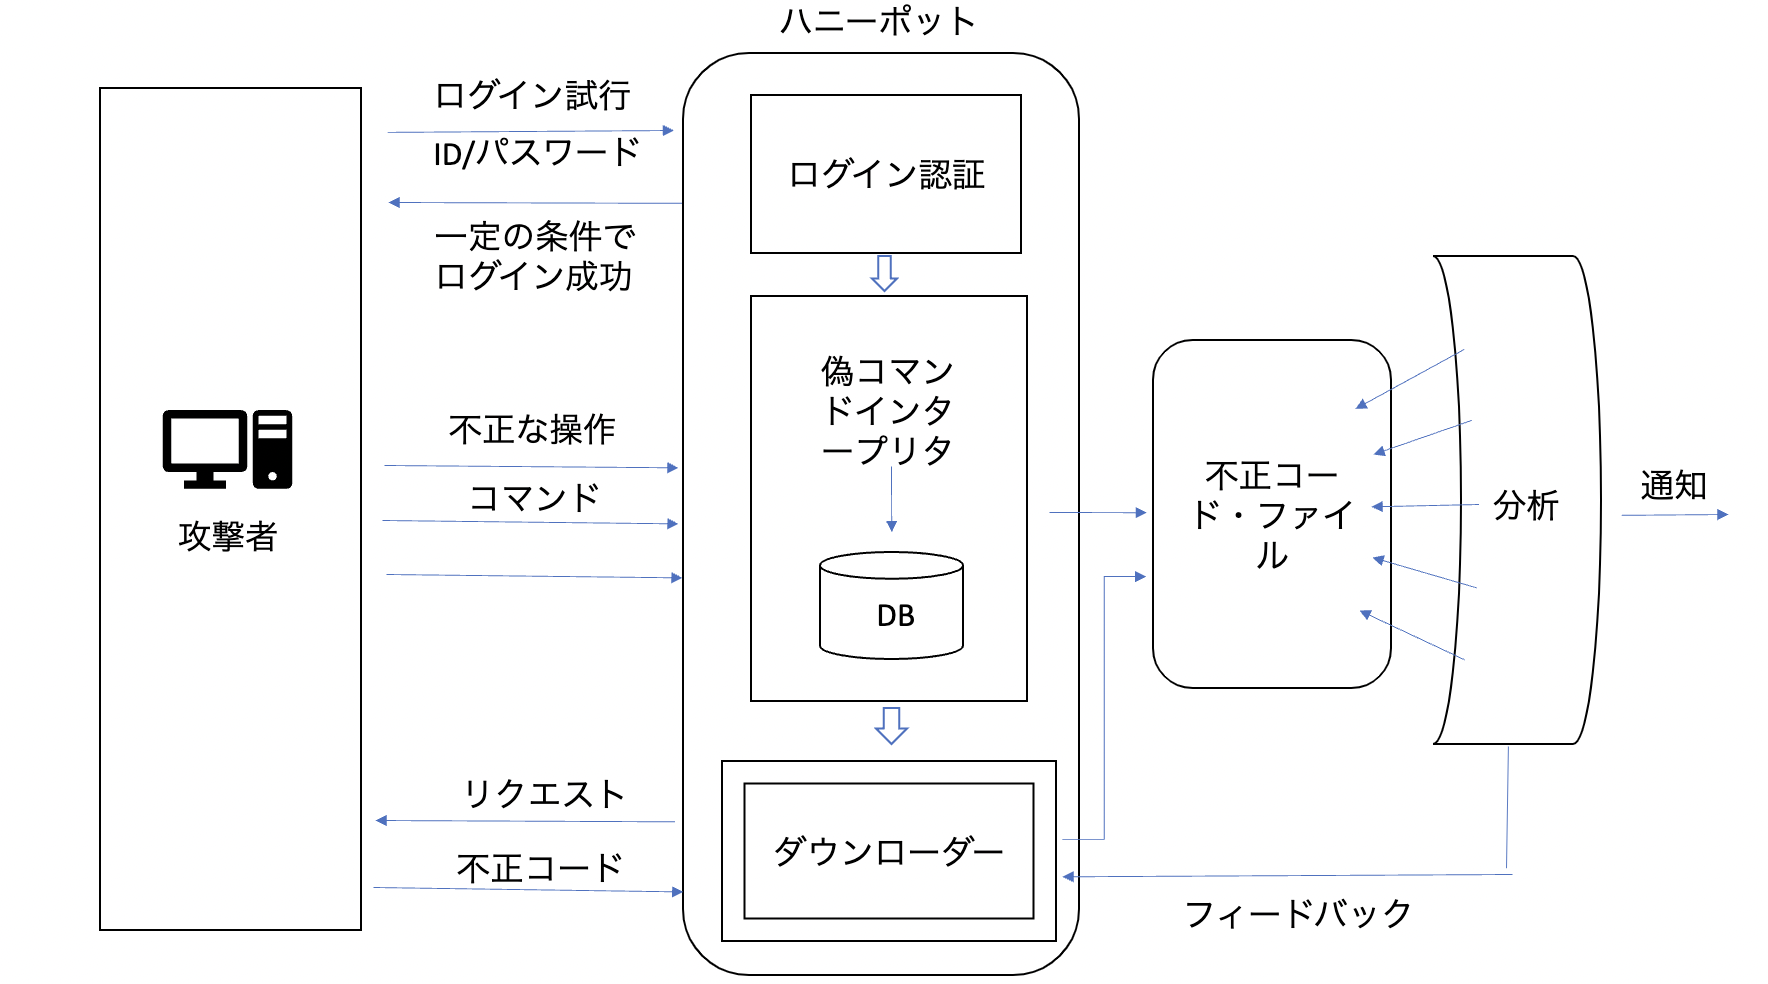 ハニーポット
ログイン試行
ID/パスワード
一定の条件で
ログイン成功
ログイン認証
偽コマン
ドインタ
ープリタ
DB
不正な操作
コマンド
攻撃者
不正コー
ド・ファイ
ル
分析
通知
リクエスト
不正コード
ダウンローダー
フィードバック